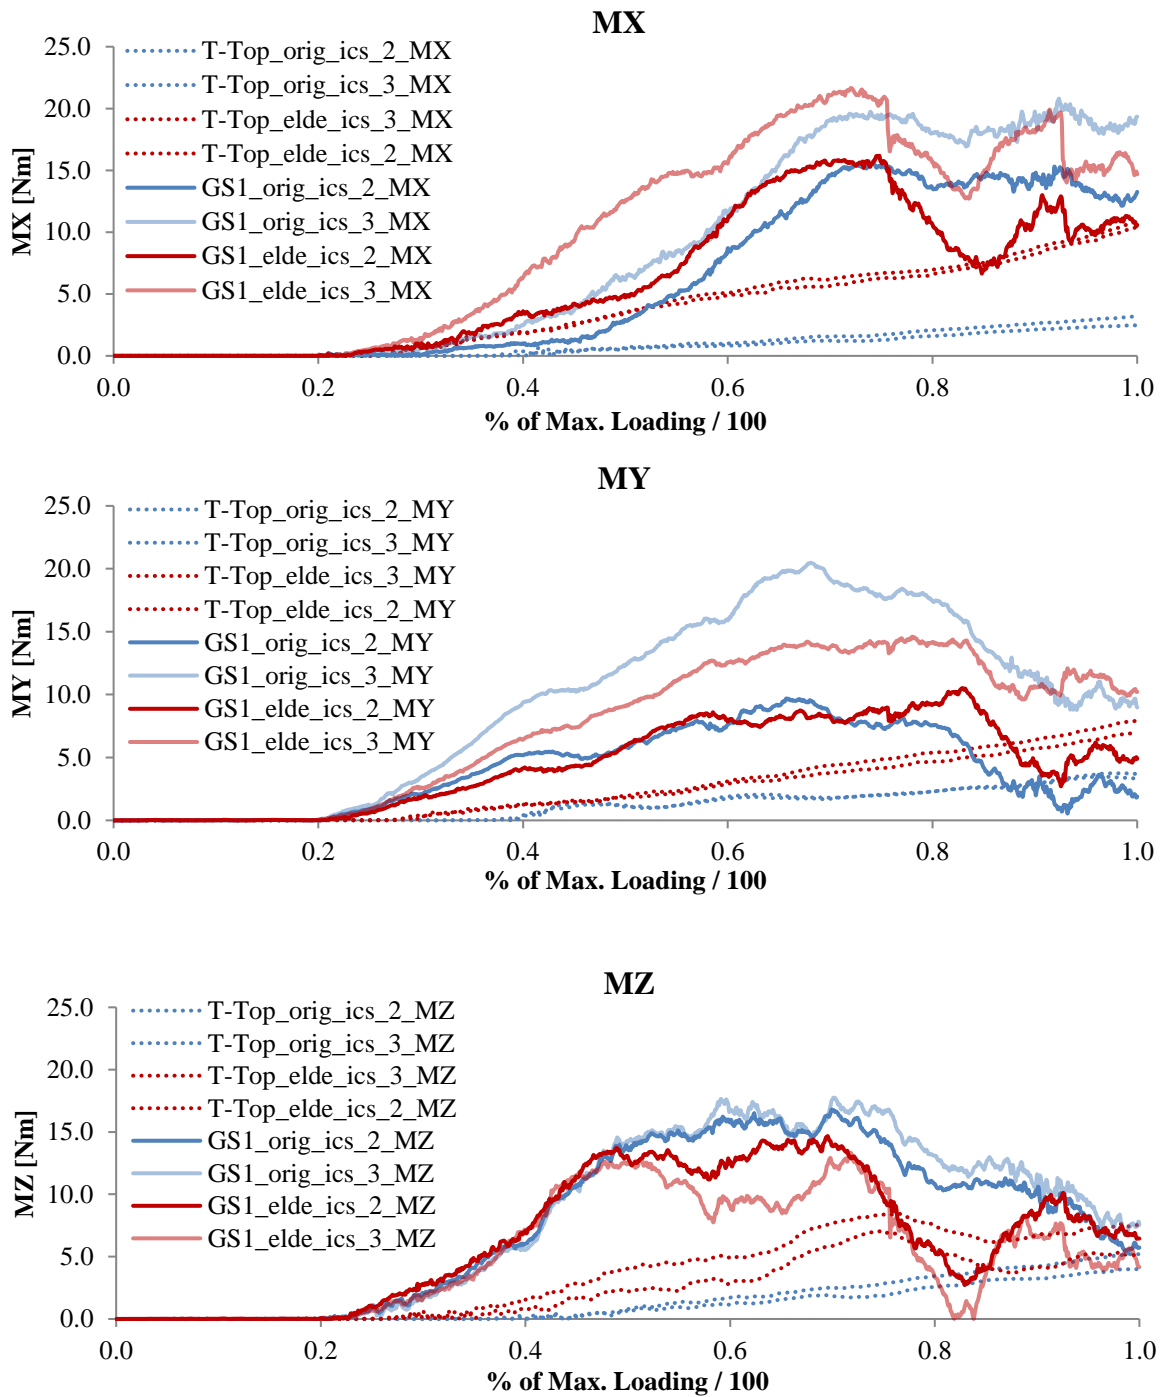 MX
25.0
20.0
15.0
10.0
5.0
0.0
MX [Nm]
T-Top_orig_ics_2_MX
T-Top_orig_ics_3_MX
T-Top_elde_ics_3_MX
T-Top_elde_ics_2_MX
GS1_orig_ics_2_MX
GS1_orig_ics_3_MX
GS1_elde_ics_2_MX
GS1_elde_ics_3_MX
0.0 0.2 0.4 0.6 0.8 1.0
% of Max. Loading / 100
MY
25.0
20.0
15.0
10.0
5.0
0.0
MY [Nm]
T-Top_orig_ics_2_MY
T-Top_orig_ics_3_MY
T-Top_elde_ics_3_MY
T-Top_elde_ics_2_MY
GS1_orig_ics_2_MY
GS1_orig_ics_3_MY
GS1_elde_ics_2_MY
GS1_elde_ics_3_MY
0.0 0.2 0.4 0.6 0.8 1.0
% of Max. Loading / 100
MZ
25.0
20.0
15.0
10.0
5.0
0.0
MZ [Nm]
T-Top_orig_ics_2_MZ
T-Top_orig_ics_3_MZ
T-Top_elde_ics_3_MZ
T-Top_elde_ics_2_MZ
GS1_orig_ics_2_MZ
GS1_orig_ics_3_MZ
GS1_elde_ics_2_MZ
GS1_elde_ics_3_MZ
0.0 0.2 0.4 0.6 0.8 1.0
% of Max. Loading / 100